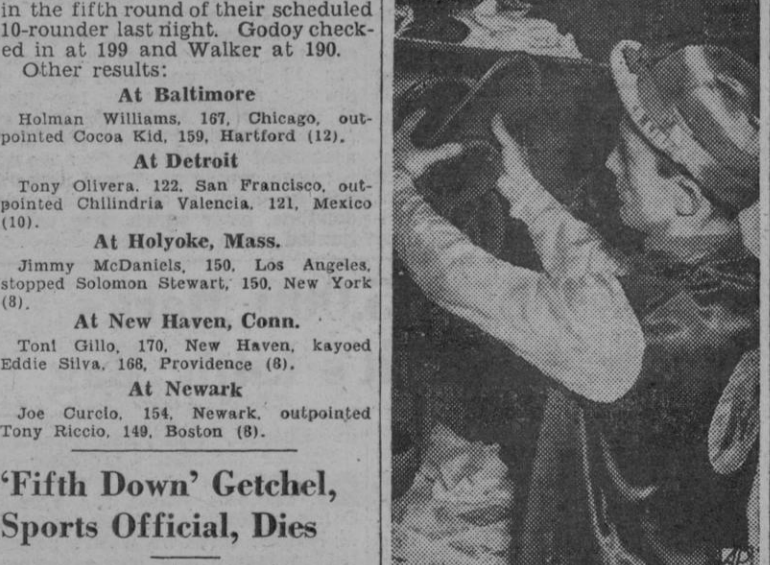 in the fifth round of their scheduled
10-rounder last night. Godoy check-
ed in at 199 and Walker at 190.
Other results:
At Baltimore
Holman Williams, 167, Chicago, out-
pointed Cocoa Kid, 159, Hartford (12).
At Detroit
Tony Olivera, 122, San Francisco, out-
pointed Chilindria Valencia, 121, Mexico
(10).
At Holyoke, Mass.
Jimmy McDaniels, 150, Los Angeles,
stopped Solomon Stewart, 150, New York
(8).
At New Haven, Conn.
Toni Gillo, 170, New Haven, kayoed
Eddie Silva, 168, Providence (8).
At Newark
Joe Curcio, 154, Newark, outpointed
Tony Riccio, 149, Boston (8).
‘Fifth Down’ Getchel,
Sports Official, Dies
AP